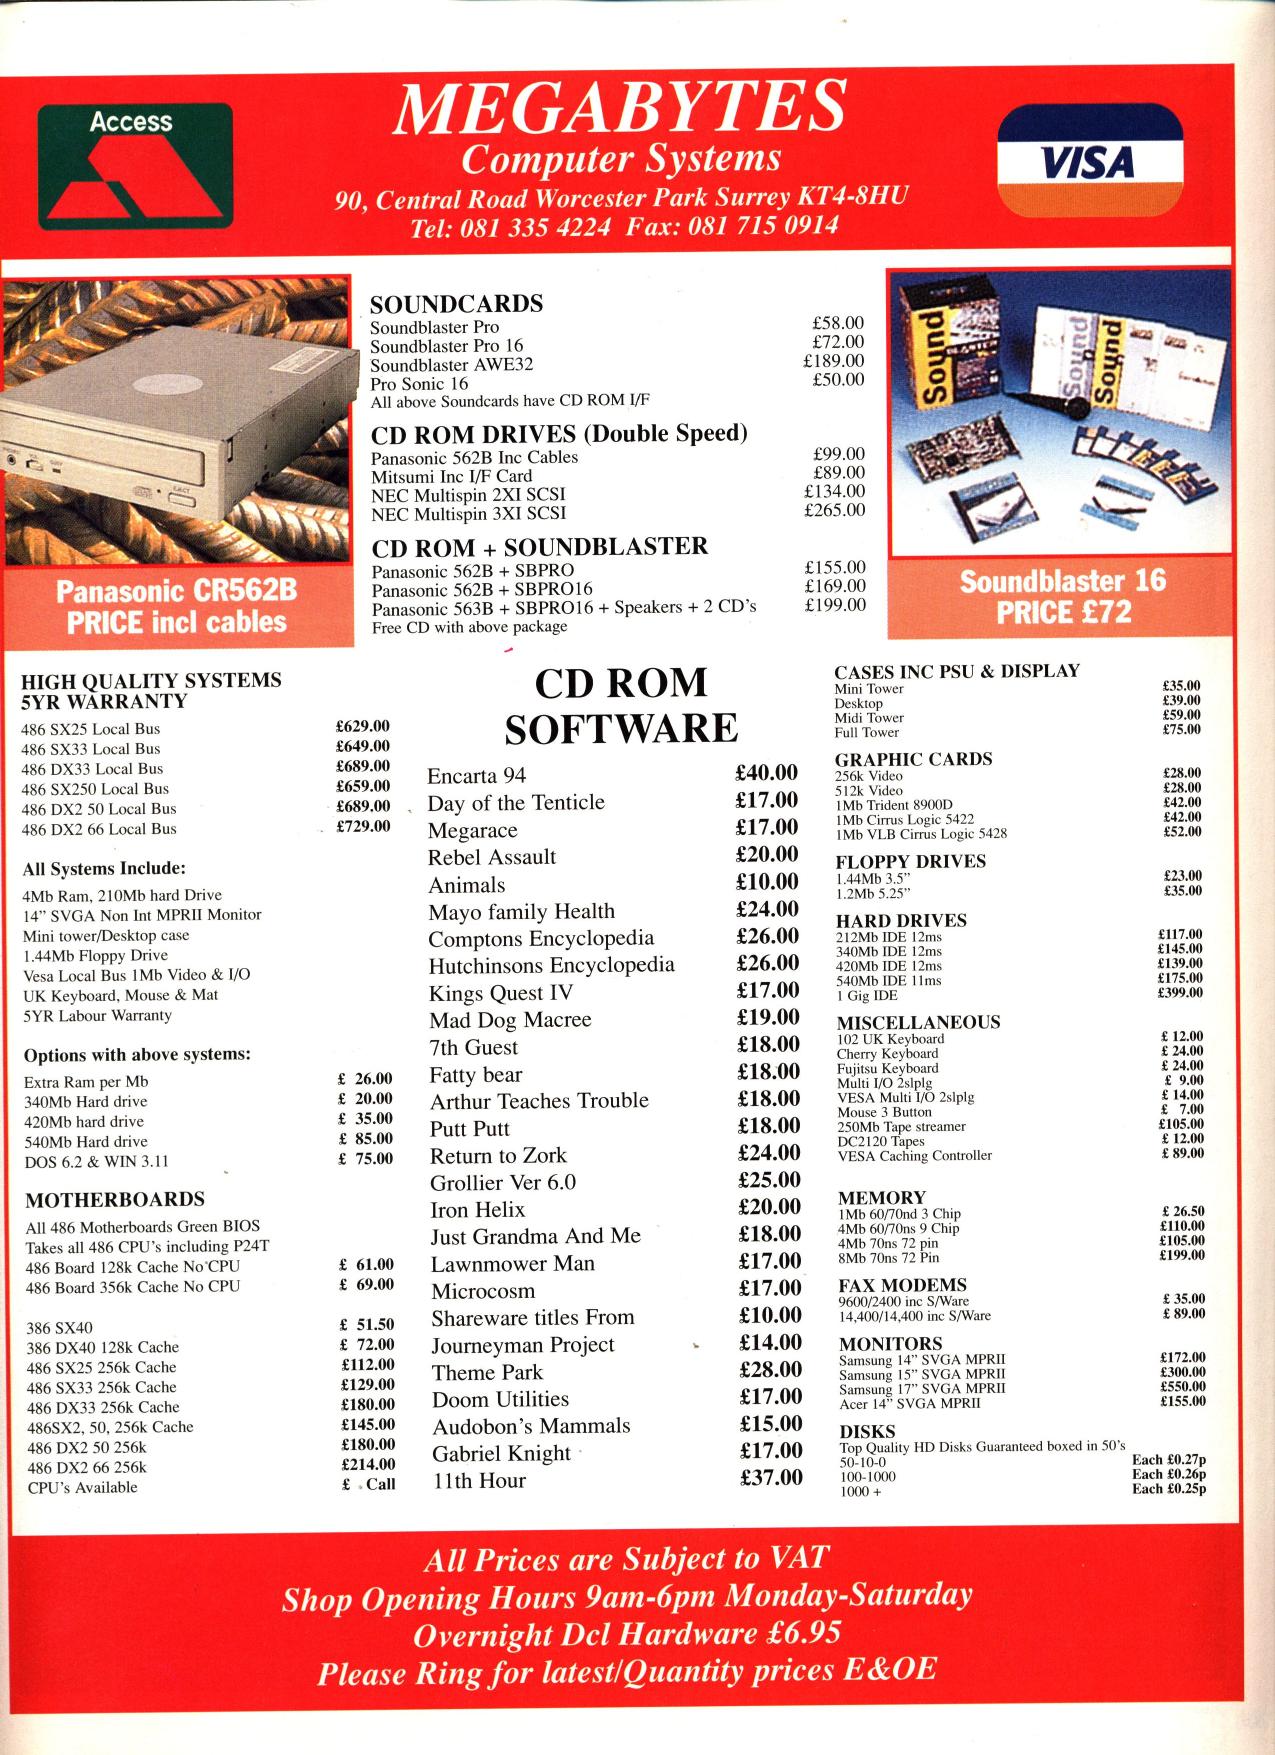 Access
MEGABYTES
Computer Systems
90, Central Road Worcester Park Surrey KT4-8HU
Tel: 081 335 4224 Fax: 081 715 0914
VISA
SOUNDCARDS
Soundblaster Pro £58.00
Soundblaster Pro 16 £72.00
Soundblaster AWE32 £189.00
Pro Sonic 16 £50.00
All above Soundcards have CD ROM I/F
CD ROM DRIVES (Double Speed)
Panasonic 562B Inc Cables £99.00
Mitsumi Inc I/F Card £89.00
NEC Multispin 2XI SCSI £134.00
NEC Multispin 3XI SCSI £265.00
CD ROM + SOUNDBLASTER
Panasonic 562B + SBPRO £155.00
Panasonic 562B + SBPRO16 £169.00
Panasonic 563B + SBPRO16 + Speakers + 2 CD's £199.00
Free CD with above package
Panasonic CR562B
PRICE incl cables
Sound
Sound
Sound
Soundblaster 16
PRICE £72
HIGH QUALITY SYSTEMS
5YR WARRANTY
486 SX25 Local Bus £629.00
486 SX33 Local Bus £649.00
486 DX33 Local Bus £689.00
486 SX250 Local Bus £659.00
486 DX2 50 Local Bus £689.00
486 DX2 66 Local Bus £729.00
All Systems Include:
4Mb Ram, 210Mb hard Drive
14" SVGA Non Int MPRII Monitor
Mini tower/Desktop case
1.44Mb Floppy Drive
Vesa Local Bus 1Mb Video & I/O
UK Keyboard, Mouse & Mat
5YR Labour Warranty
Options with above systems:
Extra Ram per Mb £ 26.00
340Mb Hard drive £ 20.00
420Mb hard drive £ 35.00
540Mb Hard drive £ 85.00
DOS 6.2 & WIN 3.11 £ 75.00
MOTHERBOARDS
All 486 Motherboards Green BIOS
Takes all 486 CPU's including P24T
486 Board 128k Cache No CPU £ 61.00
486 Board 356k Cache No CPU £ 69.00
386 SX40 £ 51.50
386 DX40 128k Cache £ 72.00
486 SX25 256k Cache £112.00
486 SX33 256k Cache £129.00
486 DX33 256k Cache £180.00
486SX2, 50, 256k Cache £145.00
486 DX2 50 256k £180.00
486 DX2 66 256k £214.00
CPU's Available £ Call
CD ROM
SOFTWARE
Encarta 94 £40.00
Day of the Tenticle £17.00
Megarace £17.00
Rebel Assault £20.00
Animals £10.00
Mayo family Health £24.00
Comptons Encyclopedia £26.00
Hutchinsons Encyclopedia £26.00
Kings Quest IV £17.00
Mad Dog Macree £19.00
7th Guest £18.00
Fatty bear £18.00
Arthur Teaches Trouble £18.00
Putt Putt £18.00
Return to Zork £24.00
Grollier Ver 6.0 £25.00
Iron Helix £20.00
Just Grandma And Me £18.00
Lawnmower Man £17.00
Microcosm £17.00
Shareware titles From £10.00
Journeyman Project £14.00
Theme Park £28.00
Doom Utilities £17.00
Audobon's Mammals £15.00
Gabriel Knight £17.00
11th Hour £37.00
CASES INC PSU & DISPLAY
Mini Tower £35.00
Desktop £39.00
Midi Tower £59.00
Full Tower £75.00
GRAPHIC CARDS
256k Video £28.00
512k Video £28.00
1Mb Trident 8900D £42.00
1Mb Cirrus Logic 5422 £42.00
1Mb VLB Cirrus Logic 5428 £52.00
FLOPPY DRIVES
1.44Mb 3.5" £23.00
1.2Mb 5.25" £35.00
HARD DRIVES
212Mb IDE 12ms £117.00
340Mb IDE 12ms £145.00
420Mb IDE 12ms £139.00
540Mb IDE 11ms £175.00
1 Gig IDE £399.00
MISCELLANEOUS
102 UK Keyboard £ 12.00
Cherry Keyboard £ 24.00
Fujitsu Keyboard £ 24.00
Multi I/O 2slplg £ 9.00
VESA Multi I/O 2slplg £ 14.00
Mouse 3 Button £ 7.00
250Mb Tape streamer £105.00
DC2120 Tapes £ 12.00
VESA Caching Controller £ 89.00
MEMORY
1Mb 60/70nd 3 Chip £ 26.50
4Mb 60/70ns 9 Chip £110.00
4Mb 70ns 72 pin £105.00
8Mb 70ns 72 Pin £199.00
FAX MODEMS
9600/2400 inc S/Ware £ 35.00
14,400/14,400 inc S/Ware £ 89.00
MONITORS
Samsung 14" SVGA MPRII £172.00
Samsung 15" SVGA MPRII £300.00
Samsung 17" SVGA MPRII £550.00
Acer 14" SVGA MPRII £155.00
DISKS
Top Quality HD Disks Guaranteed boxed in 50's
50-10-0 Each £0.27p
100-1000 Each £0.26p
1000 + Each £0.25p
All Prices are Subject to VAT
Shop Opening Hours 9am-6pm Monday-Saturday
Overnight Dcl Hardware £6.95
Please Ring for latest/Quantity prices E&OE